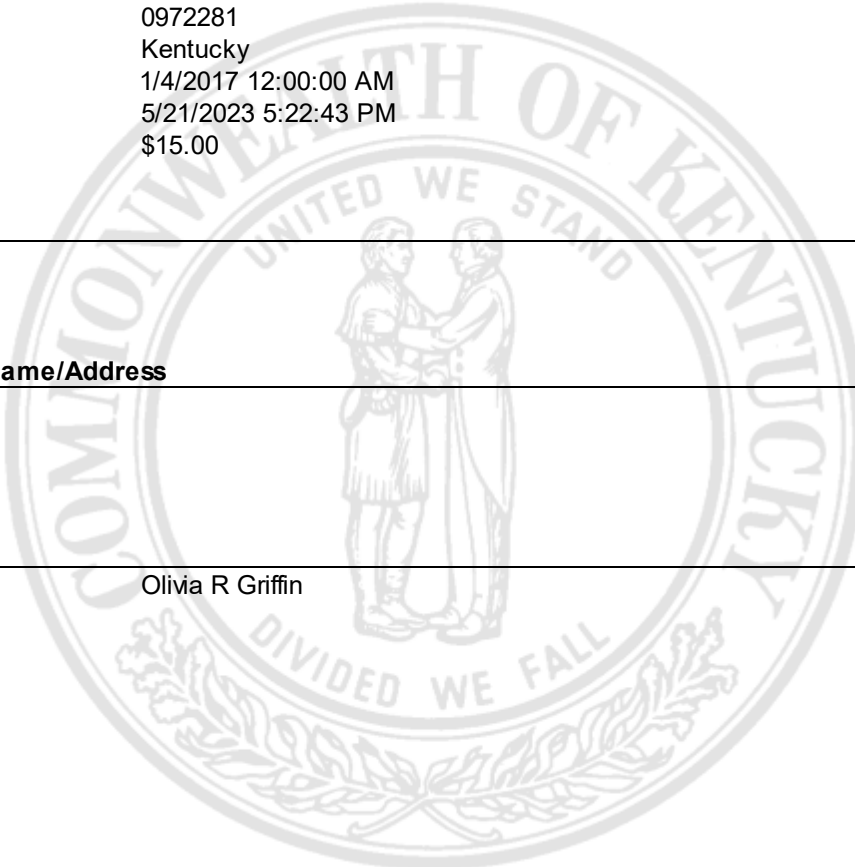 0972281
Kentucky
1/4/2017 12:00:00 AM
5/21/2023 5:22:43 PM
$15.00
COMMONWEALTH OF KENTUCKY
UNITED WE STAND
ame/Address
Olivia R Griffin
DIVIDED WE FALL